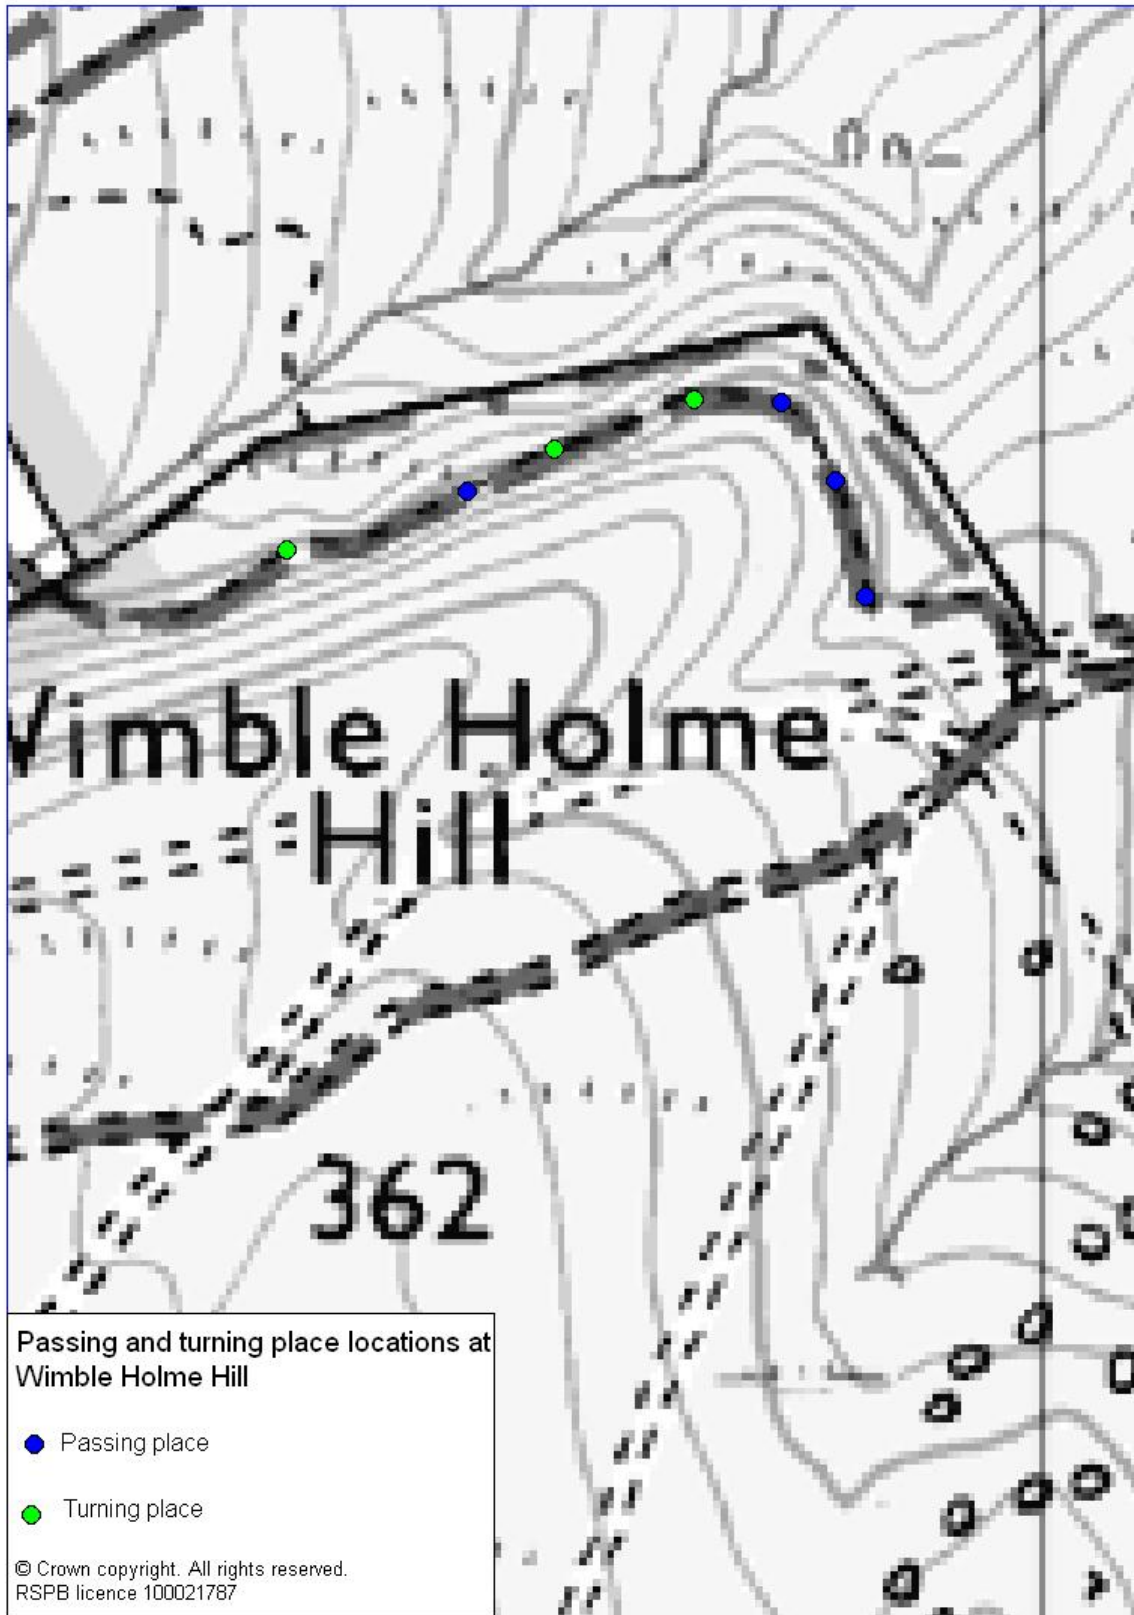 Wimble Holme
Hill
362
Passing and turning place locations at
Wimble Holme Hill
Passing place
Turning place
© Crown copyright. All rights reserved.
RSPB licence 100021787